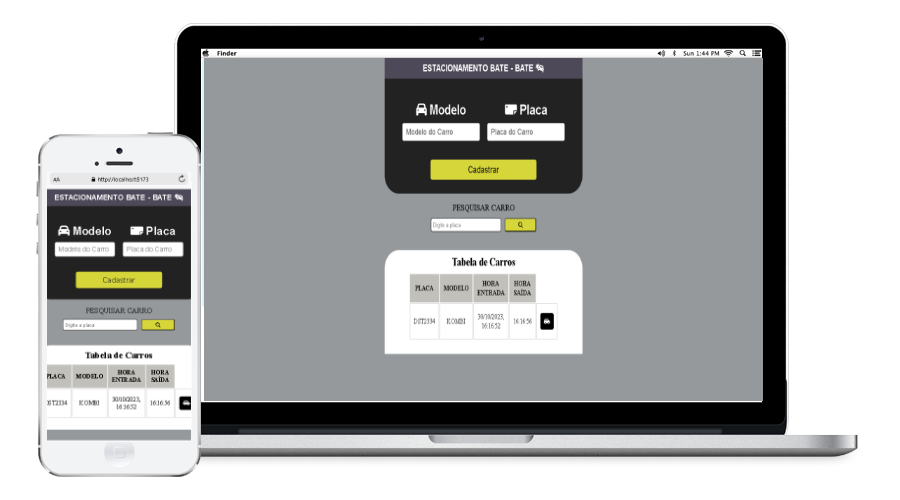 Finder
Sun 1:44 PM
ESTACIONAMENTO BATE - BATE
Modelo
Placa
Modelo do Carro
Placa do Carro
Cadastrar
PESQUISAR CARRO
Digite a placa
Tabela de Carros
PLACA MODELO HORA ENTRADA HORA SAÍDA
DST2334 KOMBI 30/10/2023, 16:16:52 16:16:56
AA
http://localhost:5173
ESTACIONAMENTO BATE - BATE
Modelo
Placa
Modelo do Carro
Placa do Carro
Cadastrar
PESQUISAR CARRO
Digite a placa
Tabela de Carros
PLACA MODELO HORA ENTRADA HORA SAÍDA
ST2334 KOMBI 30/10/2023, 16:16:52 16:16:56